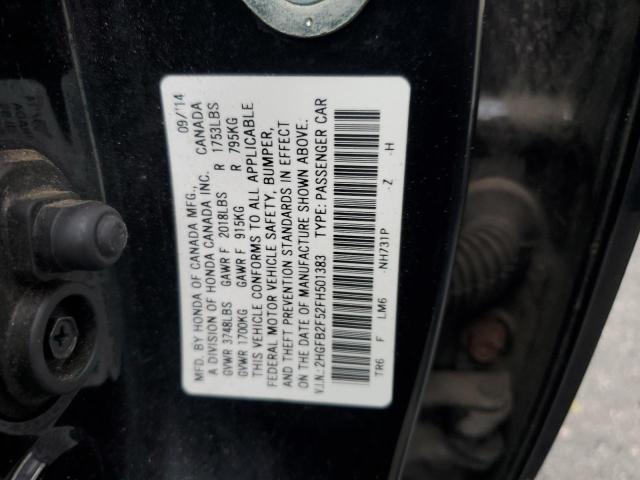 MFD. BY HONDA OF CANADA MFG., 09/'14
A DIVISION OF HONDA CANADA INC. CANADA
GVWR 3748LBS GAWR F 2018LBS R 1753LBS
GVWR 1700KG GAWR F 915KG R 795KG
THIS VEHICLE CONFORMS TO ALL APPLICABLE
FEDERAL MOTOR VEHICLE SAFETY, BUMPER,
AND THEFT PREVENTION STANDARDS IN EFFECT
ON THE DATE OF MANUFACTURE SHOWN ABOVE.
V.I.N.: 2HGFB2F52FH501383 TYPE: PASSENGER CAR
TR6 F LM6 NH731P Z H